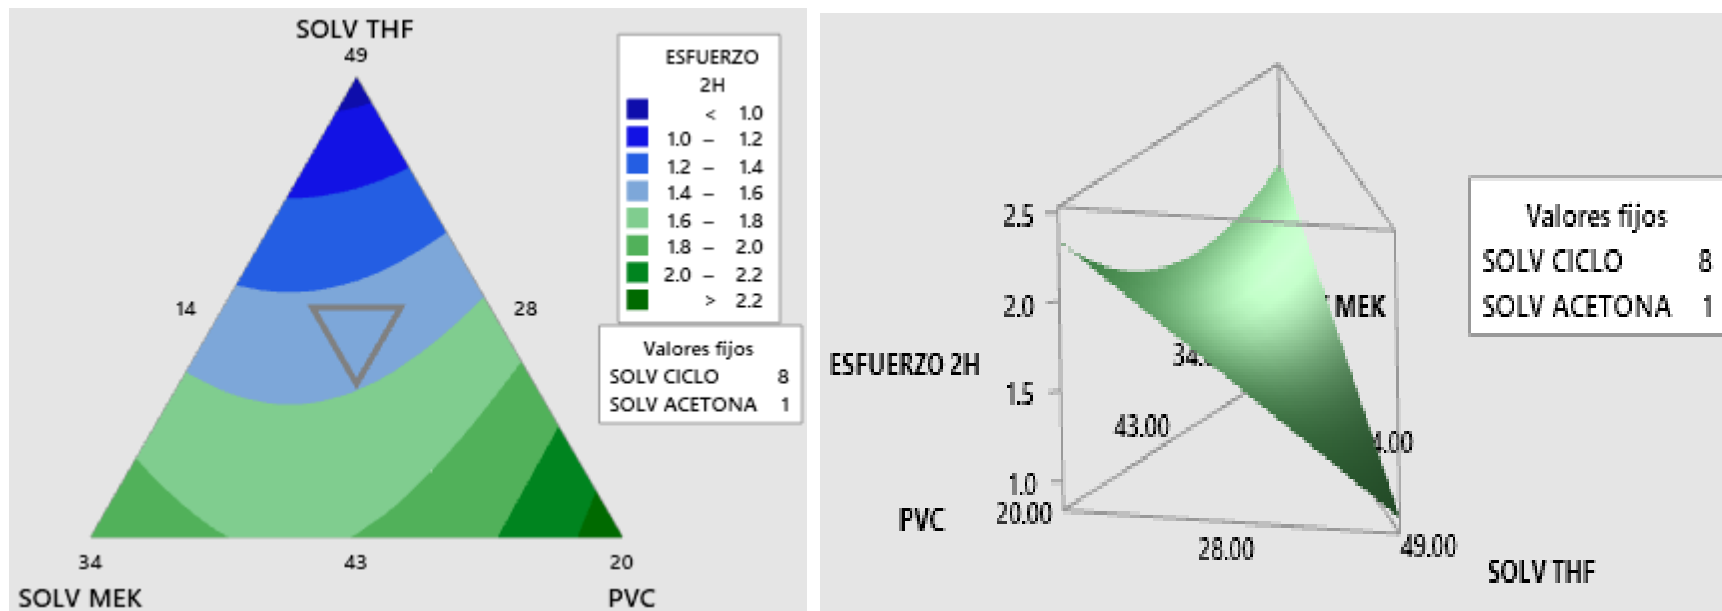 SOLV THF
49
ESFUERZO
2H
< 1.0
1.0 – 1.2
1.2 – 1.4
1.4 – 1.6
1.6 – 1.8
1.8 – 2.0
2.0 – 2.2
> 2.2
14
28
Valores fijos
SOLV CICLO 8
SOLV ACETONA 1
34
43
20
SOLV MEK
PVC
2.5
2.0
1.5
1.0
ESFUERZO 2H
MEK
43.00
PVC
20.00
28.00
49.00
SOLV THF
Valores fijos
SOLV CICLO 8
SOLV ACETONA 1